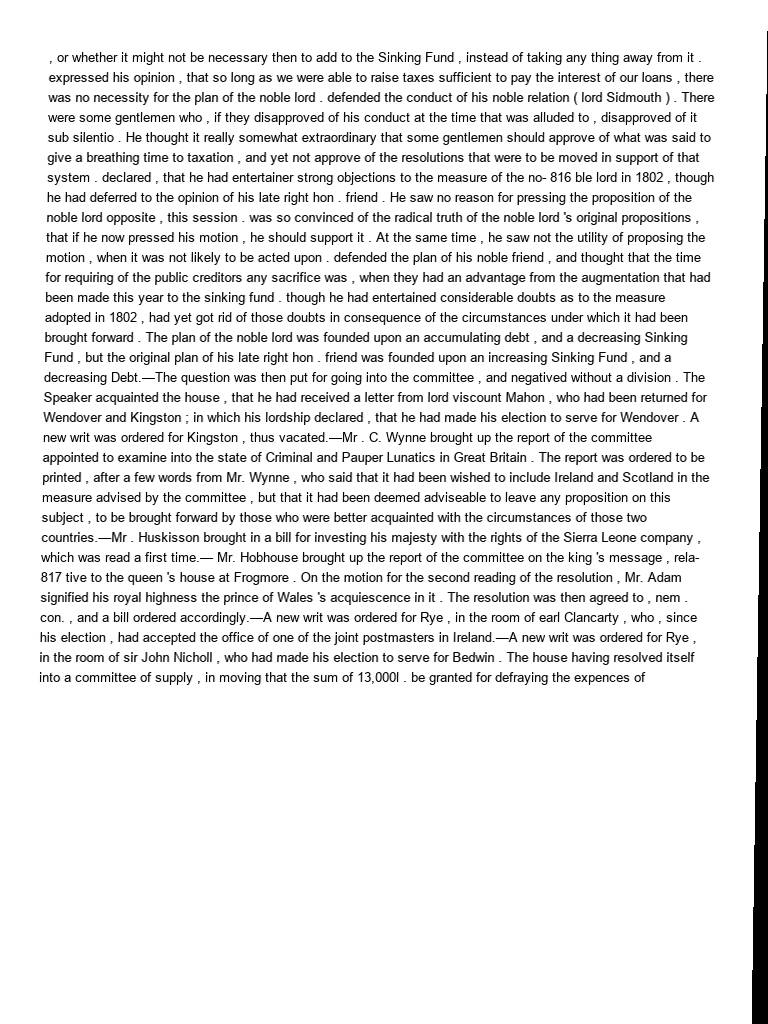 , or whether it might not be necessary then to add to the Sinking Fund , instead of taking any thing away from it .
expressed his opinion , that so long as we were able to raise taxes sufficient to pay the interest of our loans , there
was no necessity for the plan of the noble lord . defended the conduct of his noble relation ( lord Sidmouth ) . There
were some gentlemen who , if they disapproved of his conduct at the time that was alluded to , disapproved of it
sub silentio . He thought it really somewhat extraordinary that some gentlemen should approve of what was said to
give a breathing time to taxation , and yet not approve of the resolutions that were to be moved in support of that
system . declared , that he had entertainer strong objections to the measure of the no- 816 ble lord in 1802 , though
he had deferred to the opinion of his late right hon . friend . He saw no reason for pressing the proposition of the
noble lord opposite , this session . was so convinced of the radical truth of the noble lord 's original propositions ,
that if he now pressed his motion , he should support it . At the same time , he saw not the utility of proposing the
motion , when it was not likely to be acted upon . defended the plan of his noble friend , and thought that the time
for requiring of the public creditors any sacrifice was , when they had an advantage from the augmentation that had
been made this year to the sinking fund . though he had entertained considerable doubts as to the measure
adopted in 1802 , had yet got rid of those doubts in consequence of the circumstances under which it had been
brought forward . The plan of the noble lord was founded upon an accumulating debt , and a decreasing Sinking
Fund , but the original plan of his late right hon . friend was founded upon an increasing Sinking Fund , and a
decreasing Debt.—The question was then put for going into the committee , and negatived without a division . The
Speaker acquainted the house , that he had received a letter from lord viscount Mahon , who had been returned for
Wendover and Kingston ; in which his lordship declared , that he had made his election to serve for Wendover . A
new writ was ordered for Kingston , thus vacated.—Mr . C. Wynne brought up the report of the committee
appointed to examine into the state of Criminal and Pauper Lunatics in Great Britain . The report was ordered to be
printed , after a few words from Mr. Wynne , who said that it had been wished to include Ireland and Scotland in the
measure advised by the committee , but that it had been deemed adviseable to leave any proposition on this
subject , to be brought forward by those who were better acquainted with the circumstances of those two
countries.—Mr . Huskisson brought in a bill for investing his majesty with the rights of the Sierra Leone company ,
which was read a first time.— Mr. Hobhouse brought up the report of the committee on the king 's message , rela-
817 tive to the queen 's house at Frogmore . On the motion for the second reading of the resolution , Mr. Adam
signified his royal highness the prince of Wales 's acquiescence in it . The resolution was then agreed to , nem .
con. , and a bill ordered accordingly.—A new writ was ordered for Rye , in the room of earl Clancarty , who , since
his election , had accepted the office of one of the joint postmasters in Ireland.—A new writ was ordered for Rye ,
in the room of sir John Nicholl , who had made his election to serve for Bedwin . The house having resolved itself
into a committee of supply , in moving that the sum of 13,000l . be granted for defraying the expences of